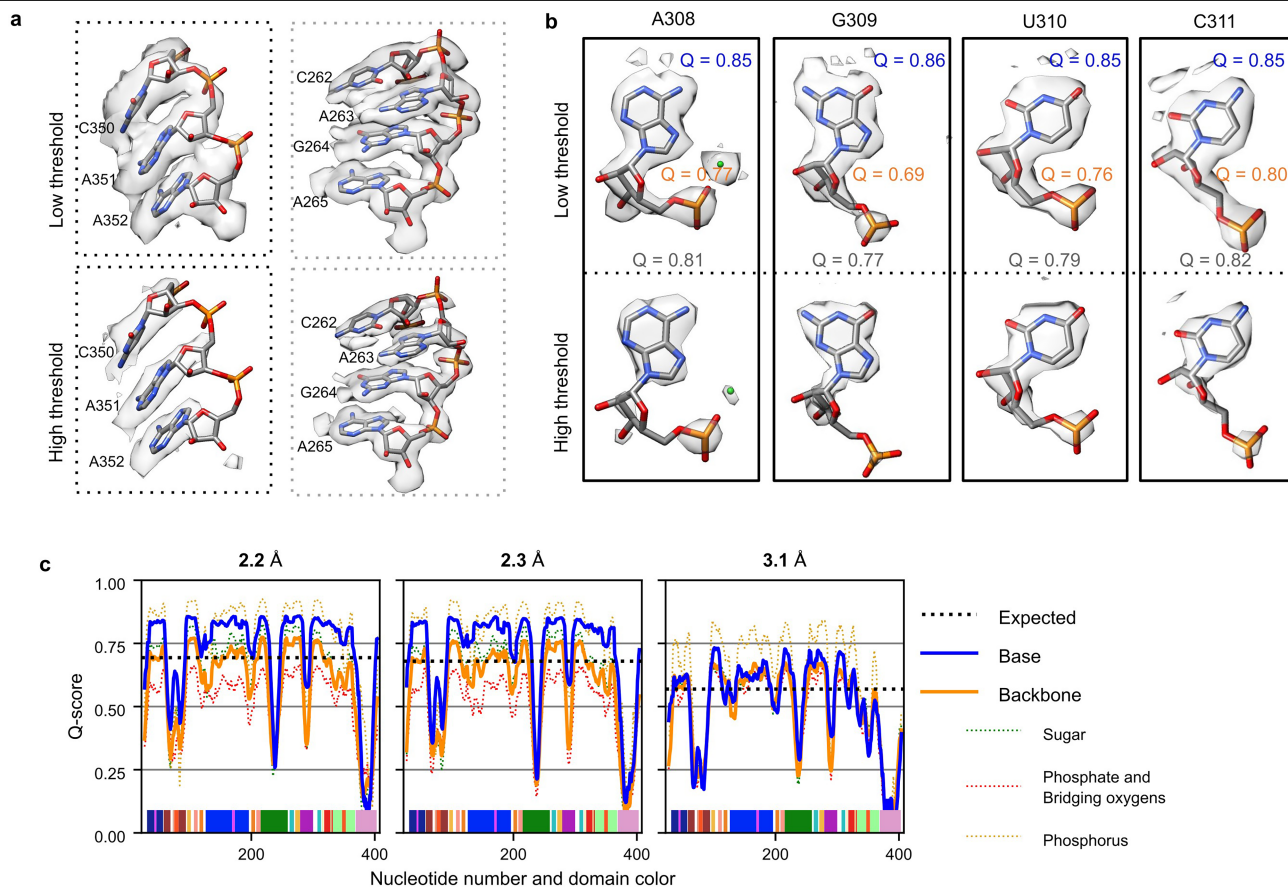 a
Low threshold
C350
A351
A352
C262
A263
G264
A265
High threshold
C350
A351
A352
C262
A263
G264
A265
b
A308
G309
U310
C311
Low threshold
Q = 0.85
Q = 0.86
Q = 0.85
Q = 0.85
Q = 0.77
Q = 0.69
Q = 0.76
Q = 0.80
Q = 0.81
Q = 0.77
Q = 0.79
Q = 0.82
High threshold
c
2.2 Å
2.3 Å
3.1 Å
Q-score
1.00
0.75
0.50
0.25
0.00
200
400
200
400
200
400
Nucleotide number and domain color
Expected
Base
Backbone
Sugar
Phosphate and
Bridging oxygens
Phosphorus